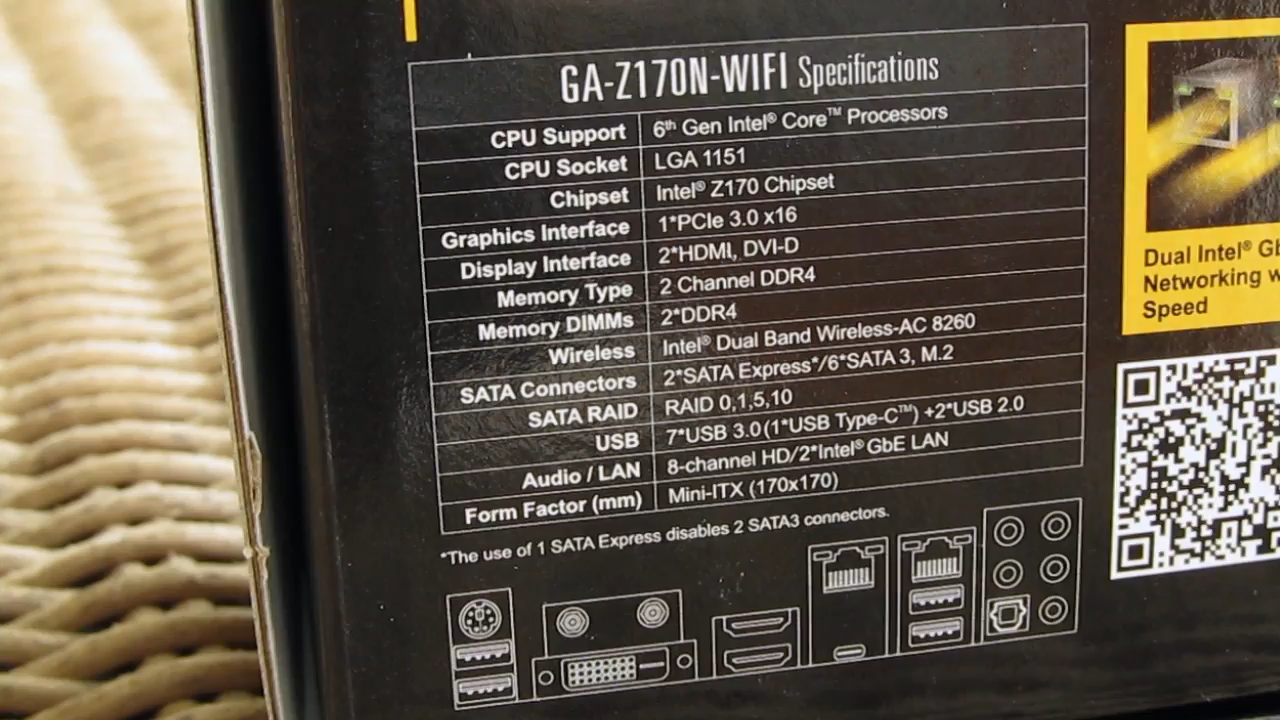 GA-Z170N-WIFI Specifications
CPU Support 6th Gen Intel® Core™ Processors
CPU Socket LGA 1151
Chipset Intel® Z170 Chipset
Graphics Interface 1*PCIe 3.0 x16
Display Interface 2*HDMI, DVI-D
Memory Type 2 Channel DDR4
Memory DIMMs 2*DDR4
Wireless Intel® Dual Band Wireless-AC 8260
SATA Connectors 2*SATA Express*/6*SATA 3, M.2
SATA RAID RAID 0,1,5,10
USB 7*USB 3.0(1*USB Type-C™) +2*USB 2.0
Audio / LAN 8-channel HD/2*Intel® GbE LAN
Form Factor (mm) Mini-ITX (170x170)
*The use of 1 SATA Express disables 2 SATA3 connectors.
Dual Intel®
Networking
Speed